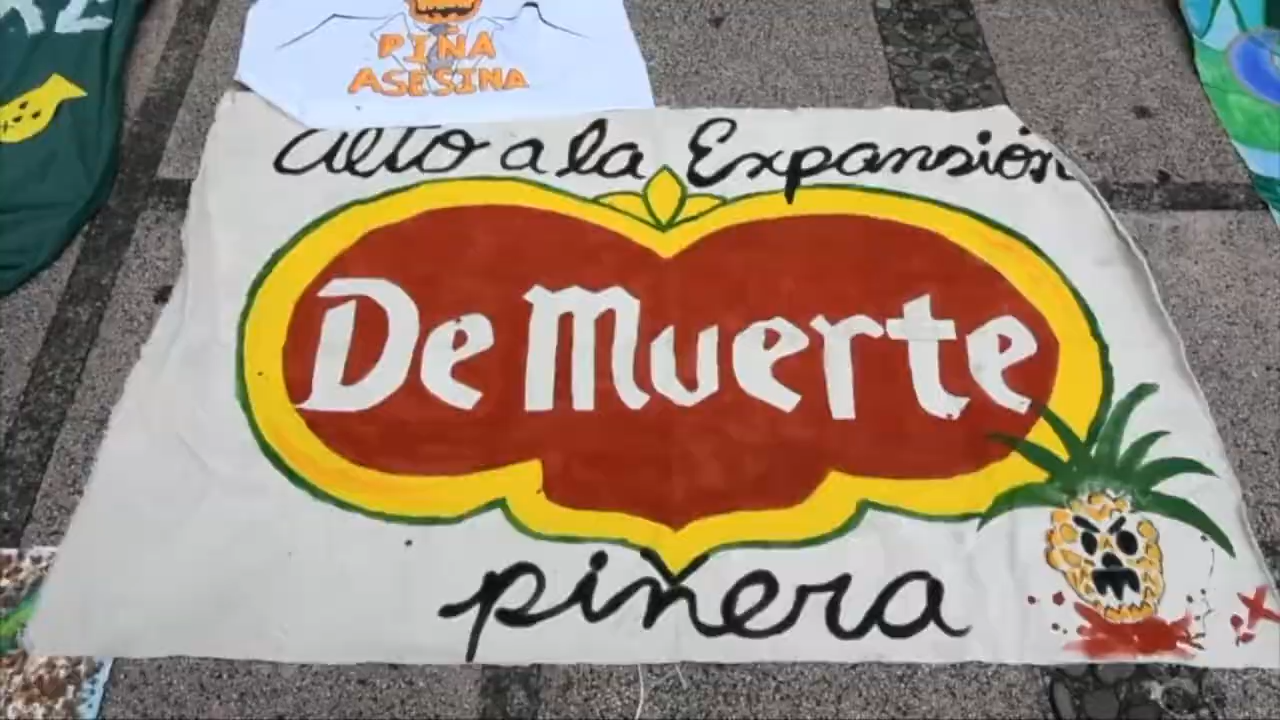 PIÑA
ASESINA
Alto a la Expansión
De Muerte
piñera